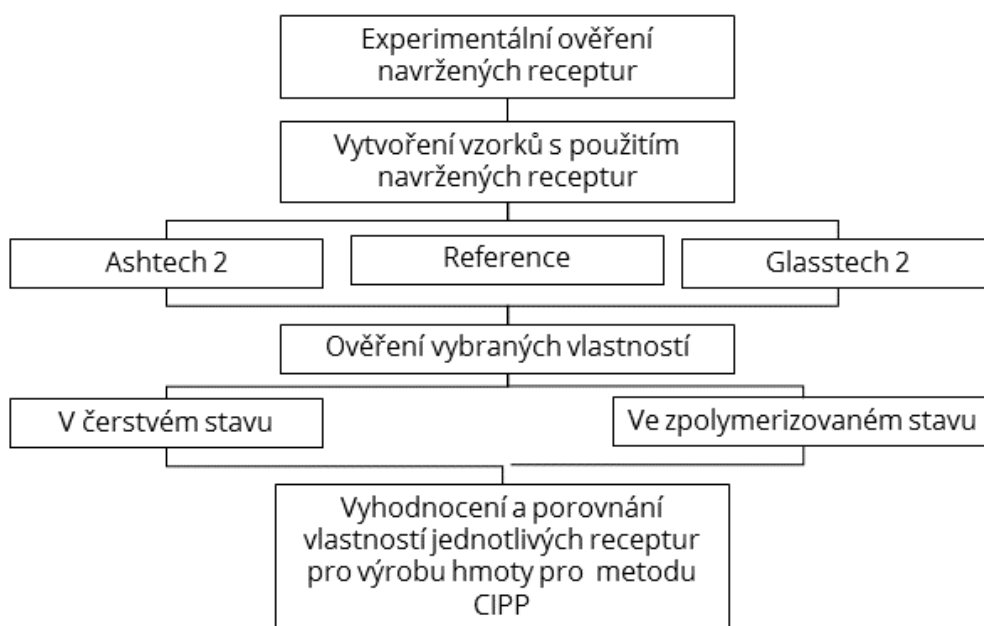 Experimentální ověření
navržených receptur
Vytvoření vzorků s použitím
navržených receptur
Ashtech 2
Reference
Glasstech 2
Ověření vybraných vlastností
V čerstvém stavu
Ve zpolymerizovaném stavu
Vyhodnocení a porovnání
vlastností jednotlivých receptur
pro výrobu hmoty pro metodu
CIPP